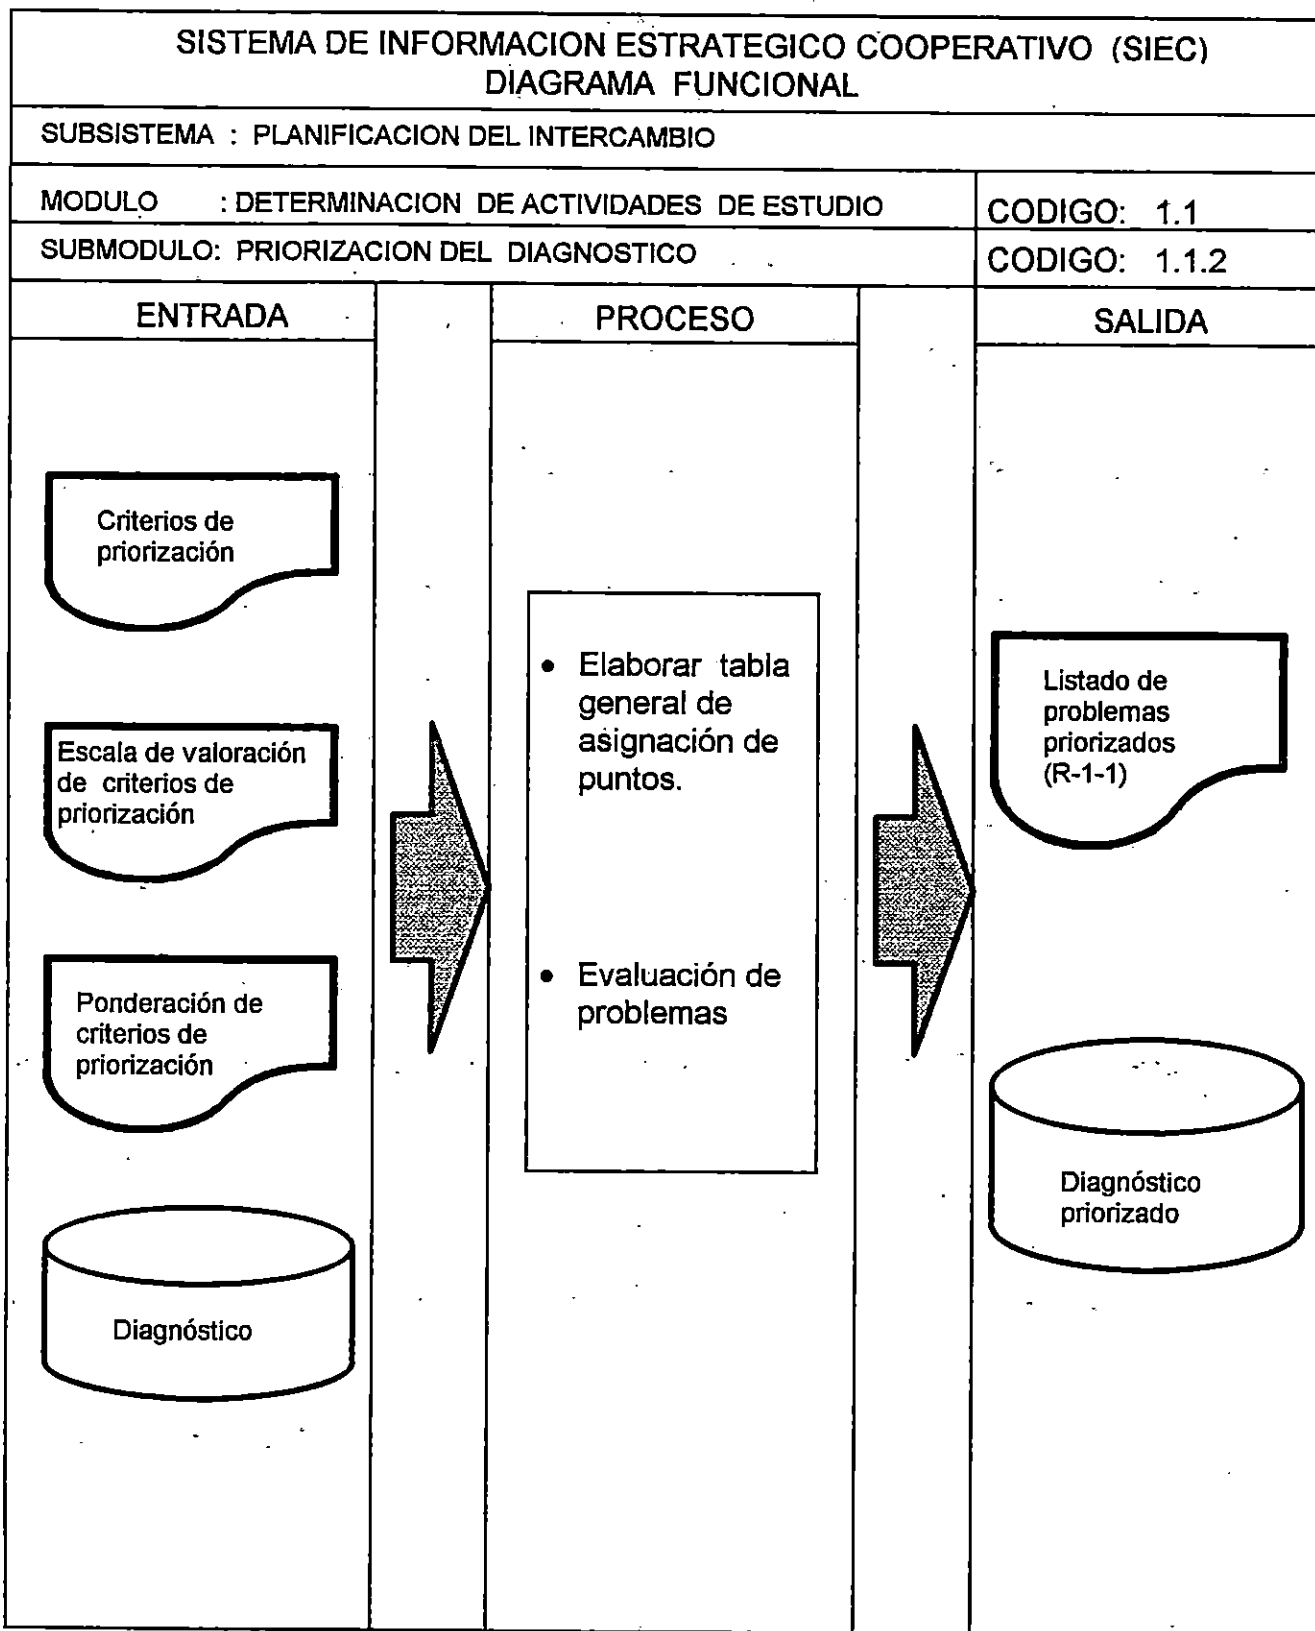 SISTEMA DE INFORMACION ESTRATEGICO COOPERATIVO (SIEC)
DIAGRAMA FUNCIONAL
SUBSISTEMA : PLANIFICACION DEL INTERCAMBIO
MODULO : DETERMINACION DE ACTIVIDADES DE ESTUDIO
CODIGO: 1.1
SUBMODULO: PRIORIZACION DEL DIAGNOSTICO
CODIGO: 1.1.2
ENTRADA
PROCESO
SALIDA
Criterios de
priorización
Escala de valoración
de criterios de
priorización
Ponderación de
criterios de
priorización
Diagnóstico
• Elaborar tabla
general de
asignación de
puntos.
• Evaluación de
problemas
Listado de
problemas
priorizados
(R-1-1)
Diagnóstico
priorizado